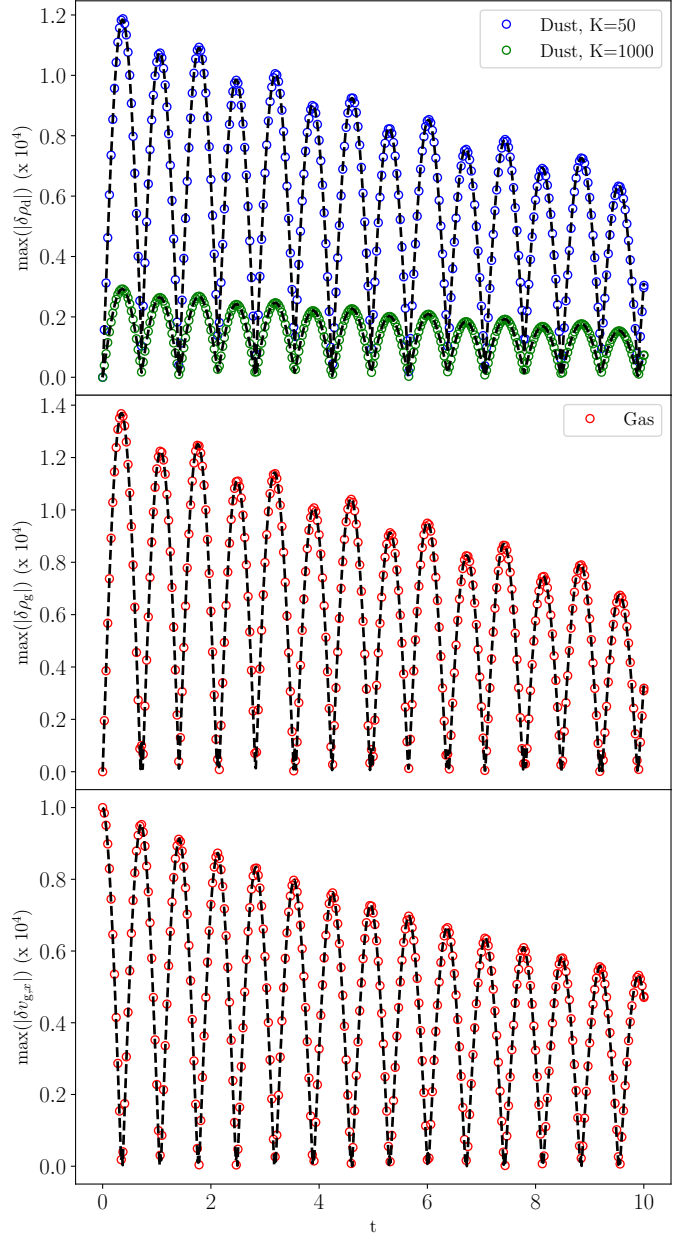 1.2
1.0
0.8
0.6
0.4
0.2
0.0
max(|δρd|) (x 10⁴)
Dust, K=50
Dust, K=1000
1.4
1.2
1.0
0.8
0.6
0.4
0.2
0.0
max(|δρg|) (x 10⁴)
Gas
1.0
0.8
0.6
0.4
0.2
0.0
max(|δvg,x|) (x 10⁴)
0 2 4 6 8 10
t